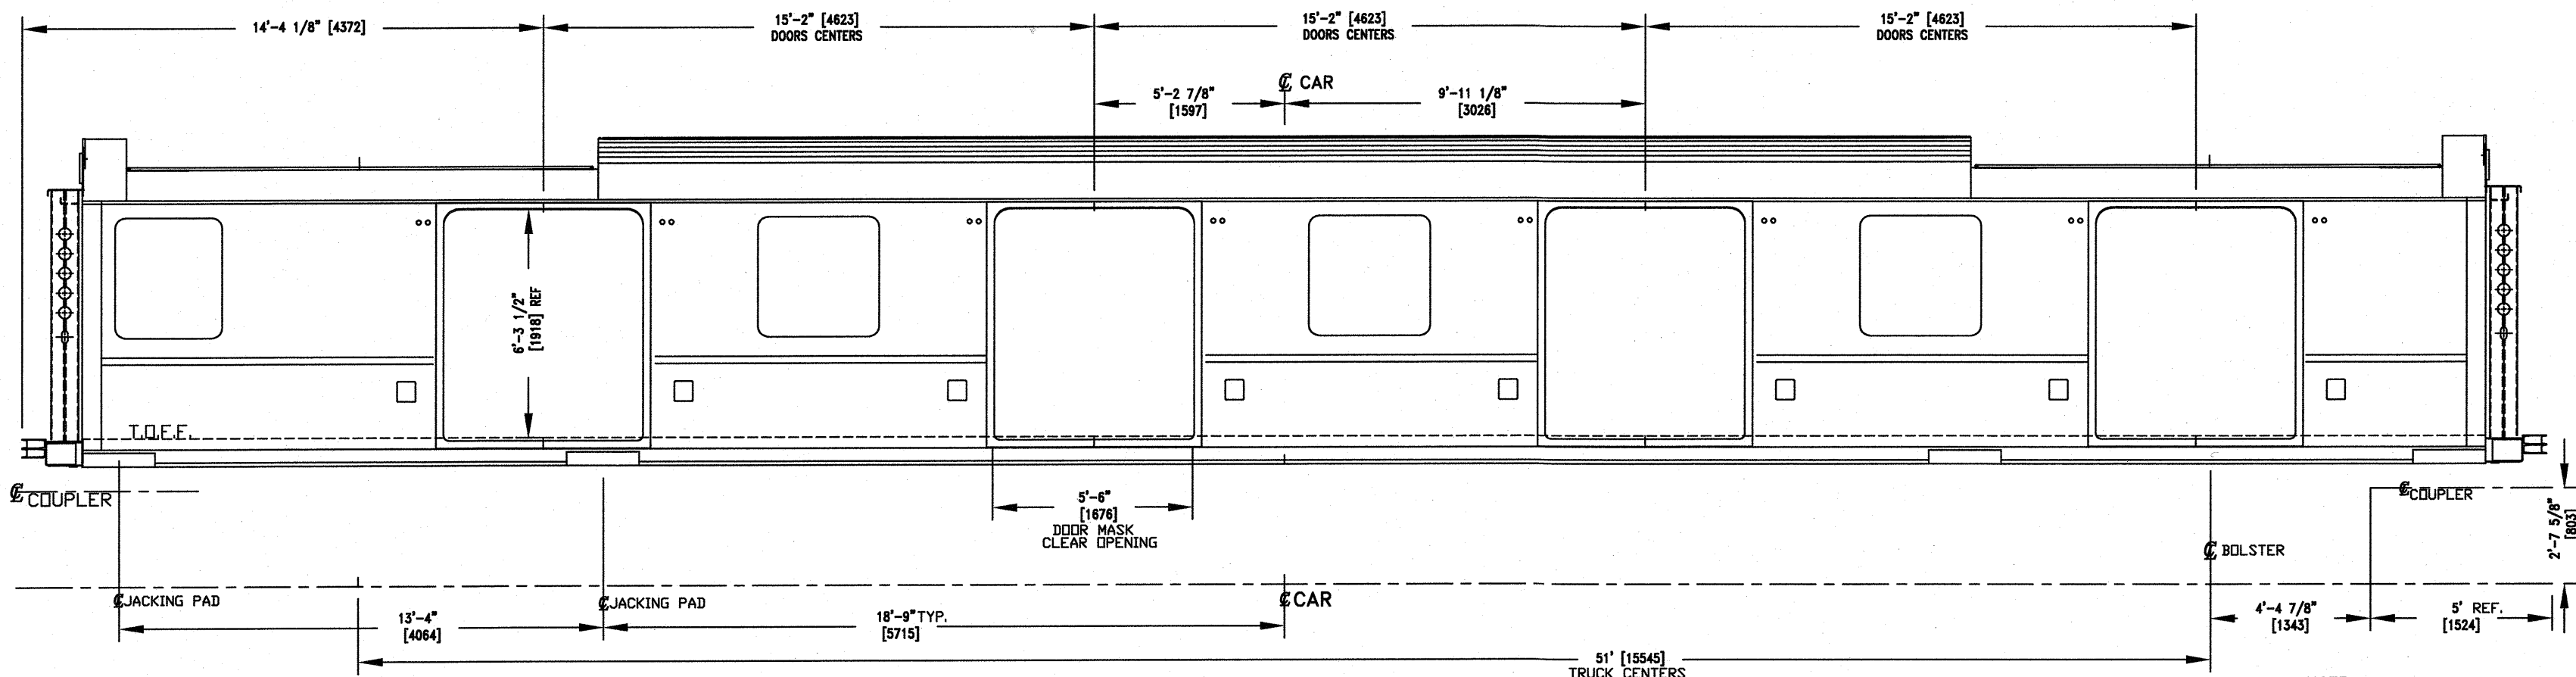 14'-4 1/8" [4372]
15'-2" [4623]
DOORS CENTERS
15'-2" [4623]
DOORS CENTERS
15'-2" [4623]
DOORS CENTERS
℄ CAR
5'-2 7/8"
[1597]
9'-11 1/8"
[3026]
6'-3 1/2"
[1918] REF
T.O.F.F.
℄ COUPLER
5'-6"
[1676]
DOOR MASK
CLEAR OPENING
℄ COUPLER
2'-7 5/8"
[803]
℄ BOLSTER
℄ JACKING PAD
℄ JACKING PAD
℄ CAR
13'-4"
[4064]
18'-9" TYP.
[5715]
4'-4 7/8"
[1343]
5' REF.
[1524]
51' [15545]
TRUCK CENTERS